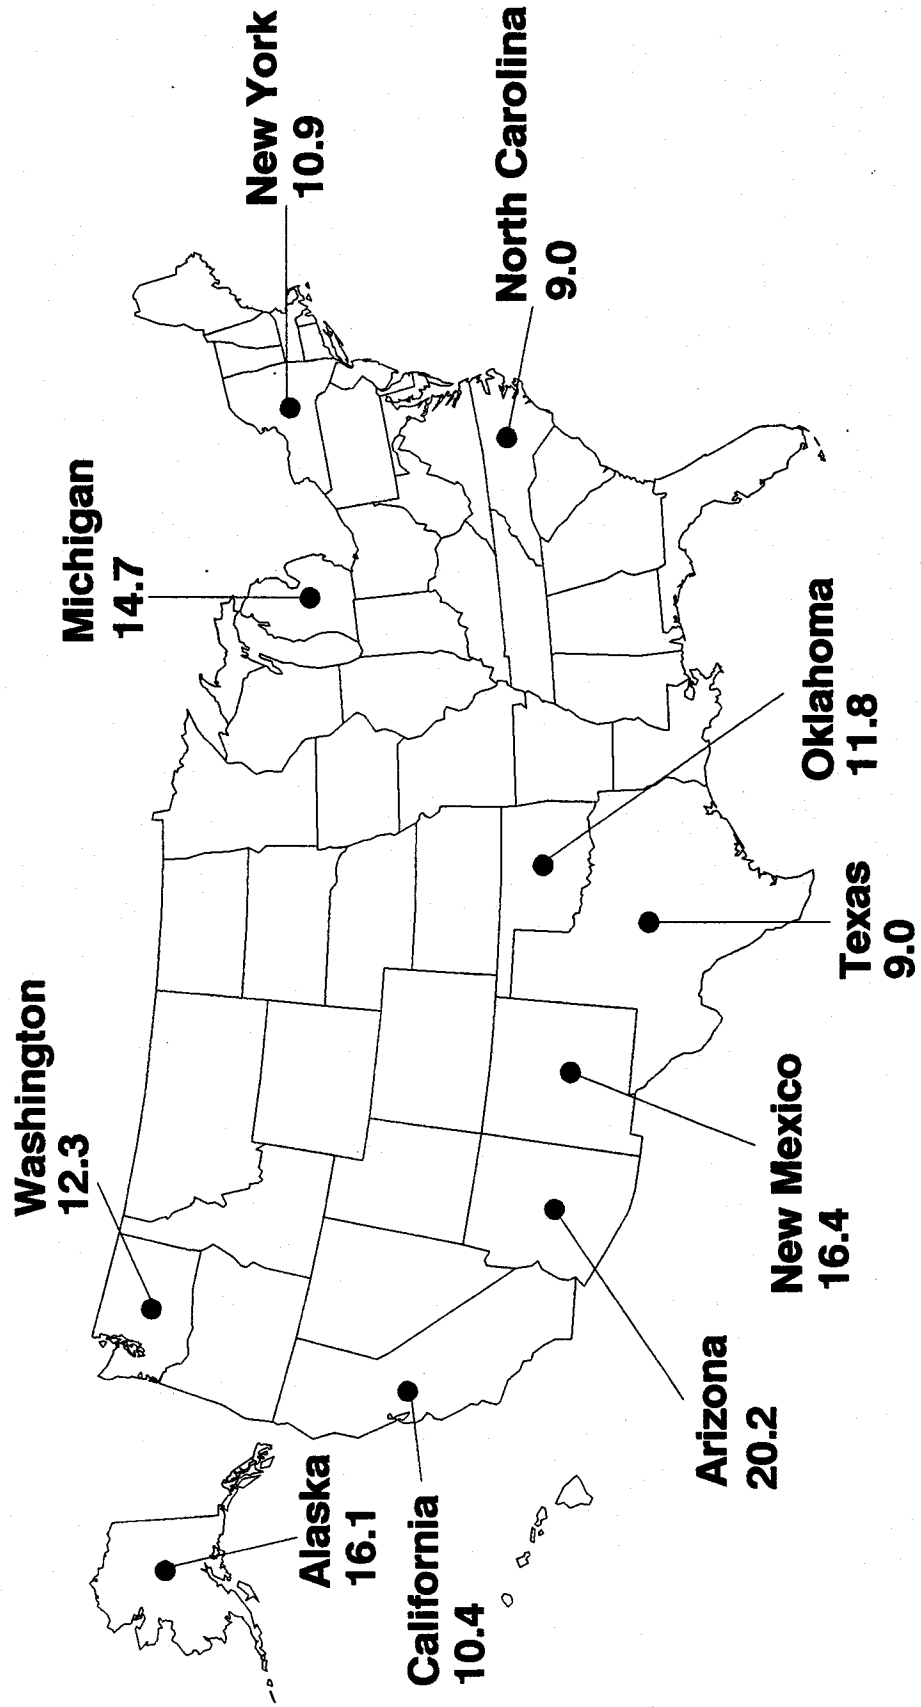 Washington
12.3
Michigan
14.7
New York
10.9
Alaska
16.1
California
10.4
North Carolina
9.0
Arizona
20.2
New Mexico
16.4
Oklahoma
11.8
Texas
9.0